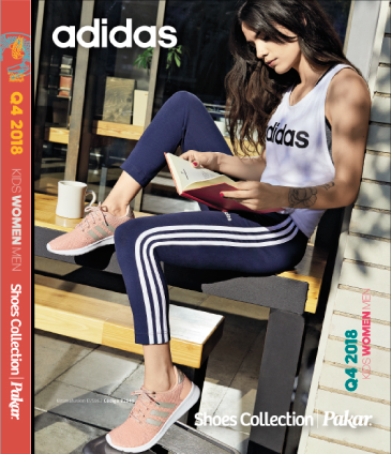 adidas
adidas
Q4 2018
KIDS WOMEN MEN
Shoes Collection | Pakar.
Q4 2018
KIDS WOMEN MEN
Shoes Collection | Pakar.